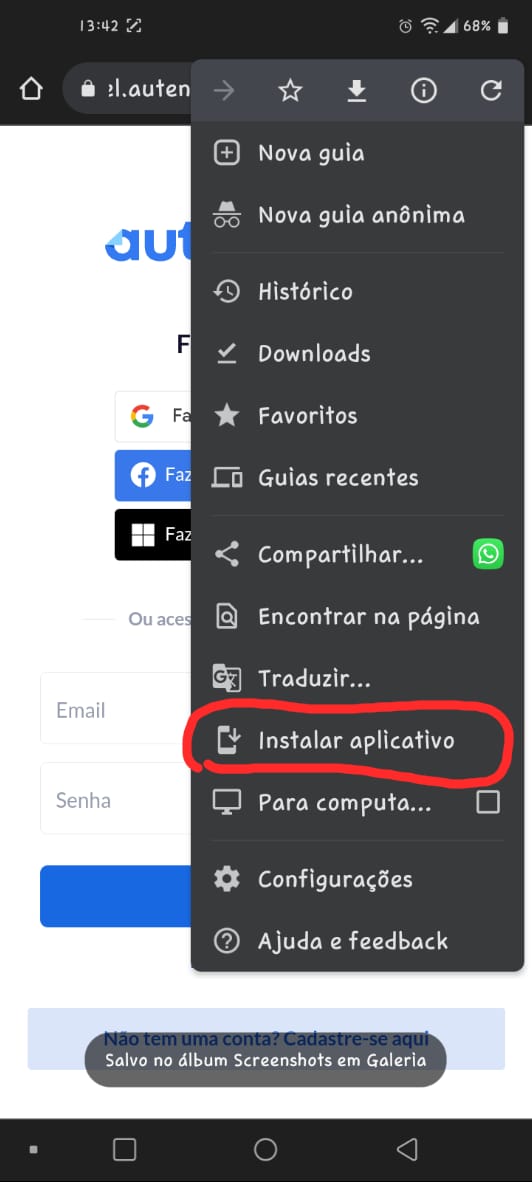 13:42
68%
el.auten
Nova guia
Nova guia anônima
Histórico
Downloads
Favoritos
Guias recentes
Compartilhar...
Encontrar na página
Traduzir...
Instalar aplicativo
Para computa...
Configurações
Ajuda e feedback
aut
F
Fa
Faz
Faz
Ou aces
Email
Senha
Não tem uma conta? Cadastre-se aqui
Salvo no álbum Screenshots em Galeria